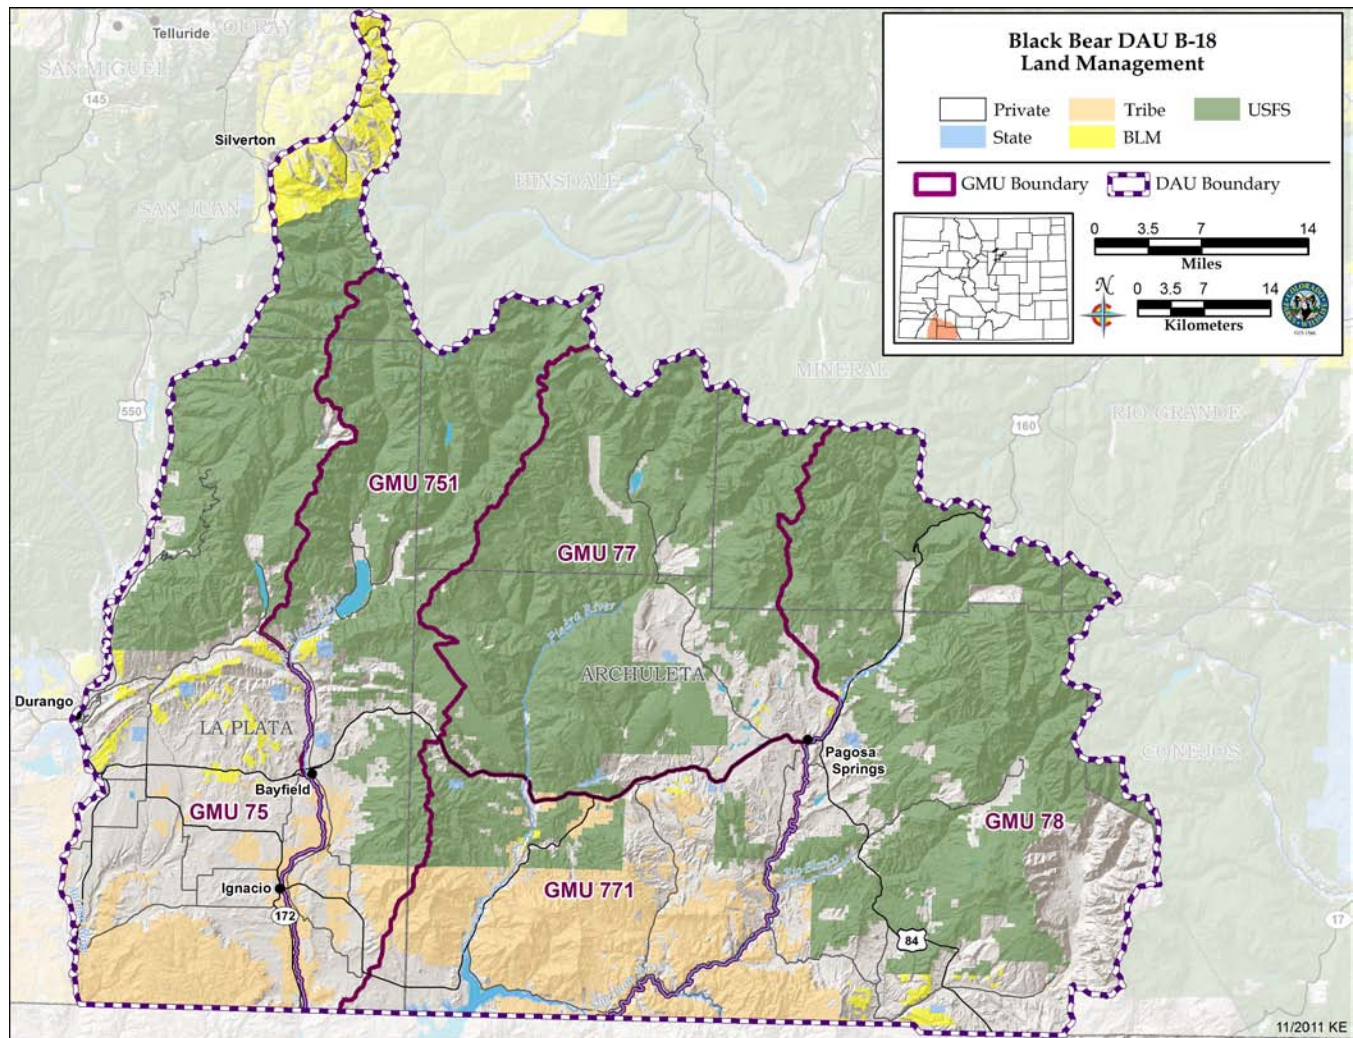 Black Bear DAU B-18
Land Management
Private
Tribe
USFS
State
BLM
GMU Boundary
DAU Boundary
0 3.5 7 14
Miles
N
0 3.5 7 14
Kilometers
Telluride
OURAY
SAN MIGUEL
145
Silverton
HINSDALE
SAN JUAN
MINERAL
550
160
RIO GRANDE
GMU 751
GMU 77
Piedra River
ARCHULETA
Durango
LA PLATA
CONEJOS
Pagosa
Springs
Bayfield
GMU 75
GMU 78
Ignacio
GMU 771
172
84
17
11/2011 KE